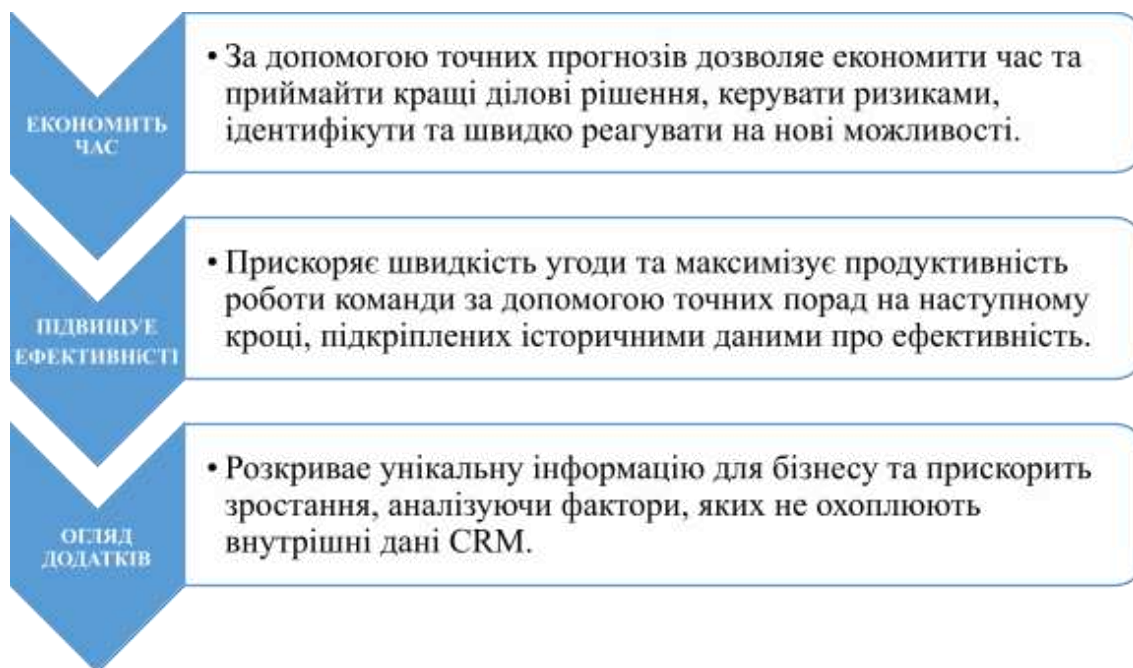 ЕКОНОМИТЬ
ЧАС
• За допомогою точних прогнозів дозволяє економити час та
приймайти кращі ділові рішення, керувати ризиками,
ідентифікути та швидко реагувати на нові можливості.
ПІДВИЩУЄ
ЕФЕКТИВНІСТІ
• Прискоряє швидкість угоди та максимізує продуктивність
роботи команди за допомогою точних порад на наступному
кроці, підкріплених історичними даними про ефективність.
ОГЛЯД
ДОДАТКІВ
• Розкривае унікальну інформацію для бізнесу та прискорить
зростання, аналізуючи фактори, яких не охоплюють
внутрішні дані CRM.